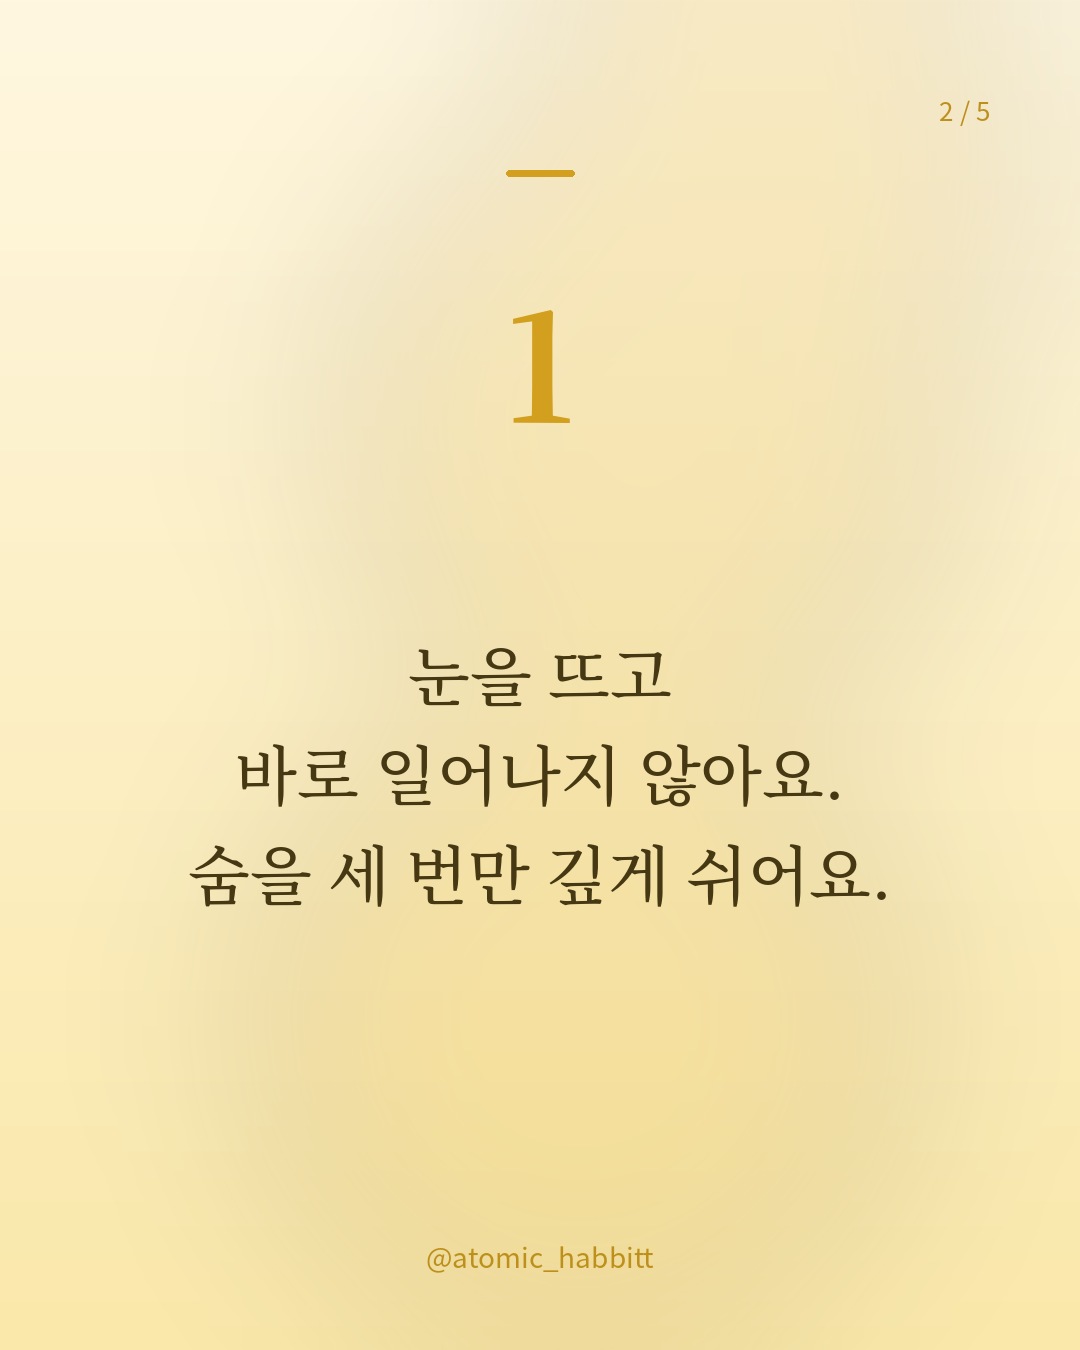 2 / 5
1
눈을 뜨고
바로 일어나지 않아요.
숨을 세 번만 깊게 쉬어요.
@atomic_habbitt